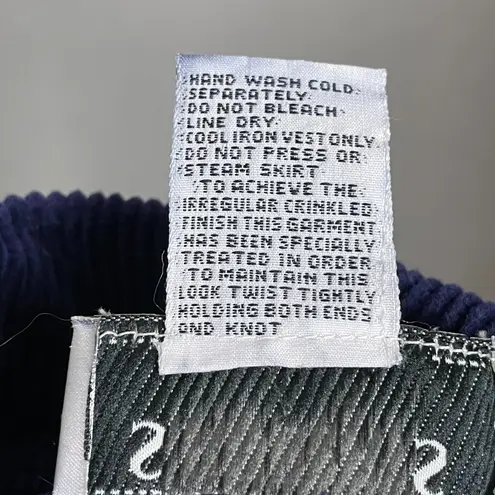 HAND WASH COLD
SEPARATELY
DO NOT BLEACH
LINE DRY
COOL IRON VEST ONLY
DO NOT PRESS OR
STEAM SKIRT
TO ACHIEVE THE
IRREGULAR CRINKLED
FINISH THIS GARMENT
HAS BEEN SPECIALLY
TREATED IN ORDER
TO MAINTAIN THIS
LOOK TWIST TIGHTLY
HOLDING BOTH ENDS
AND KNOT
S S